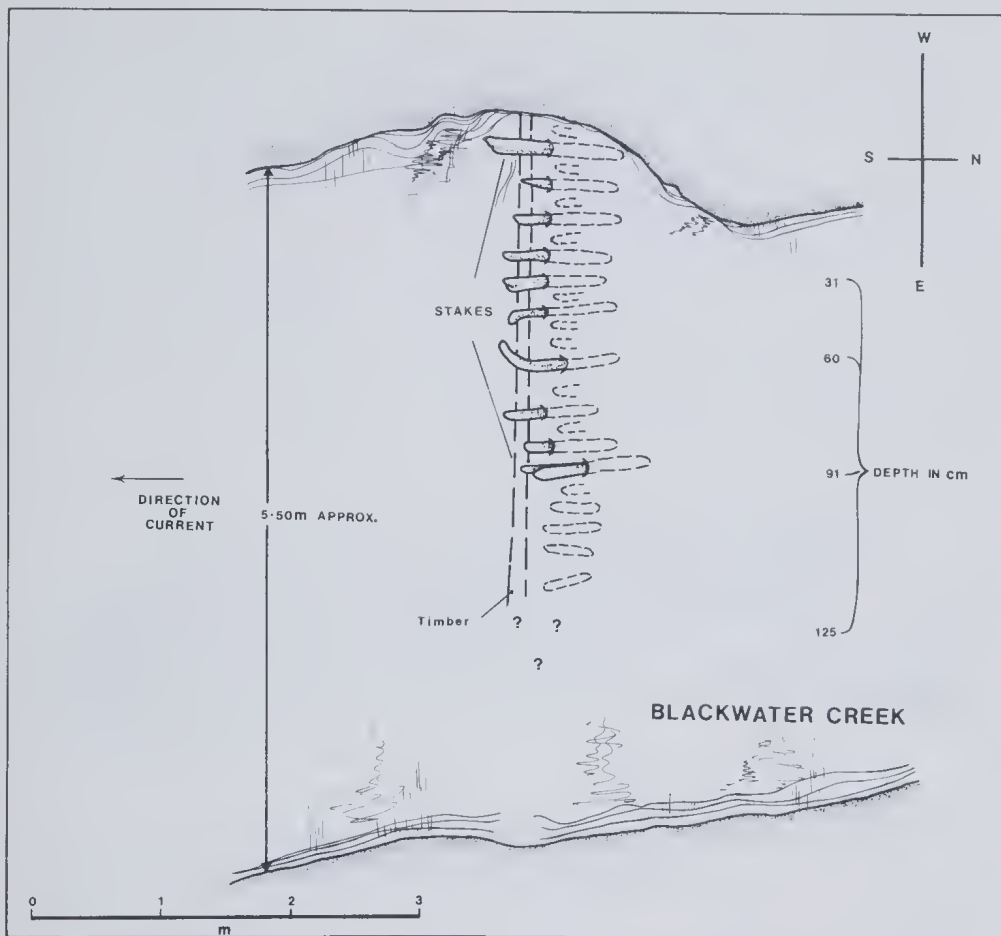 W
S
N
E
STAKES
31
60
91
DEPTH IN cm
125
DIRECTION
OF
CURRENT
5·50m APPROX.
Timber
?
?
?
BLACKWATER CREEK
0
1
2
3
m